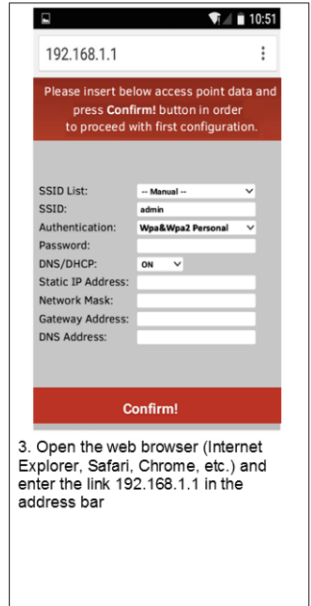 10:51
192.168.1.1
Please insert below access point data and
press Confirm! button in order
to proceed with first configuration.
SSID List: -- Manual --
SSID: admin
Authentication: Wpa&Wpa2 Personal
Password:
DNS/DHCP: ON
Static IP Address:
Network Mask:
Gateway Address:
DNS Address:
Confirm!
3. Open the web browser (Internet
Explorer, Safari, Chrome, etc.) and
enter the link 192.168.1.1 in the
address bar